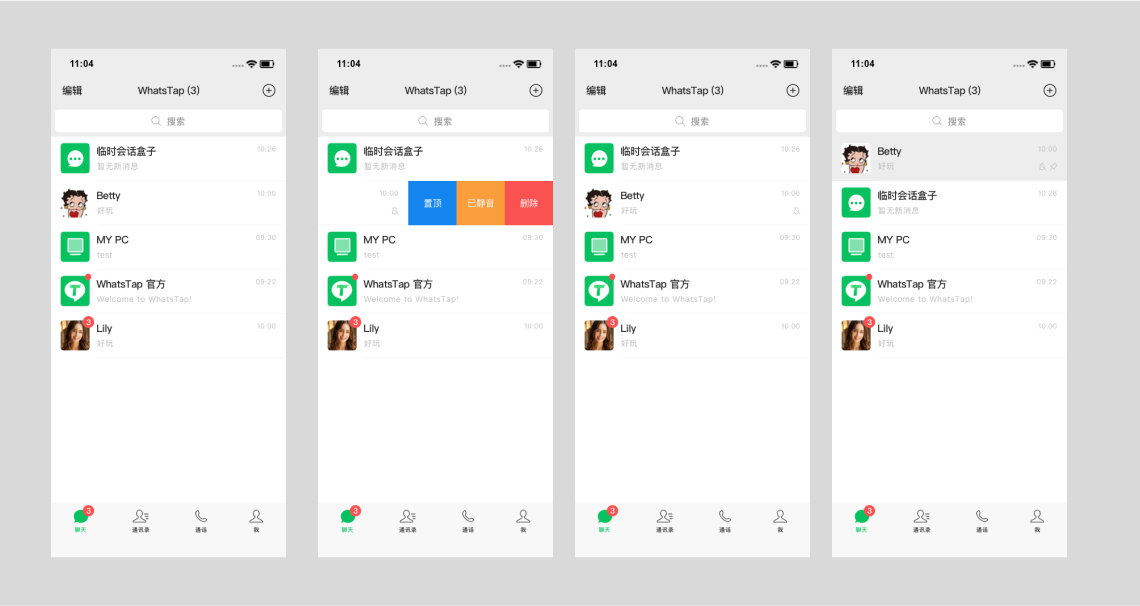 11:04
编辑 WhatsTap (3)
搜索
临时会话盒子 10:26
暂无新消息
Betty 10:00
好玩
MY PC 09:30
test
WhatsTap 官方 09:22
Welcome to WhatsTap!
3
Lily 10:00
好玩
3
聊天 通讯录 通话 我
11:04
编辑 WhatsTap (3)
搜索
临时会话盒子 10:26
暂无新消息
10:00 置顶 已静音 删除
MY PC 09:30
test
WhatsTap 官方 09:22
Welcome to WhatsTap!
3
Lily 10:00
好玩
3
聊天 通讯录 通话 我
11:04
编辑 WhatsTap (3)
搜索
临时会话盒子 10:26
暂无新消息
Betty 10:00
好玩
MY PC 09:30
test
WhatsTap 官方 09:22
Welcome to WhatsTap!
3
Lily 10:00
好玩
3
聊天 通讯录 通话 我
11:04
编辑 WhatsTap (3)
搜索
Betty 10:00
好玩
临时会话盒子 10:26
暂无新消息
MY PC 09:30
test
WhatsTap 官方 09:22
Welcome to WhatsTap!
3
Lily 10:00
好玩
3
聊天 通讯录 通话 我